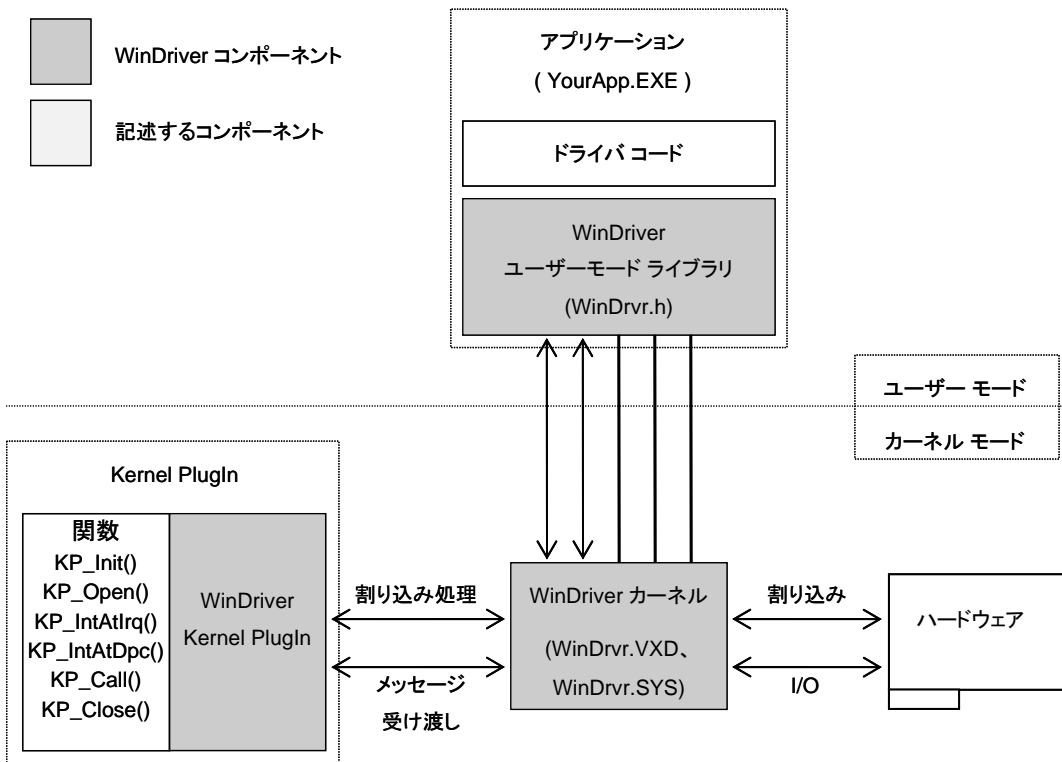 WinDriver コンポーネント
記述するコンポーネント
アプリケーション
( YourApp.EXE )
ドライバ コード
WinDriver
ユーザーモード ライブラリ
(WinDrvr.h)
ユーザー モード
カーネル モード
Kernel PlugIn
関数
KP_Init()
KP_Open()
KP_IntAtIrq()
KP_IntAtDpc()
KP_Call()
KP_Close()
WinDriver
Kernel PlugIn
割り込み処理
メッセージ
受け渡し
WinDriver カーネル
(WinDrvr.VXD、
WinDrvr.SYS)
割り込み
I/O
ハードウェア